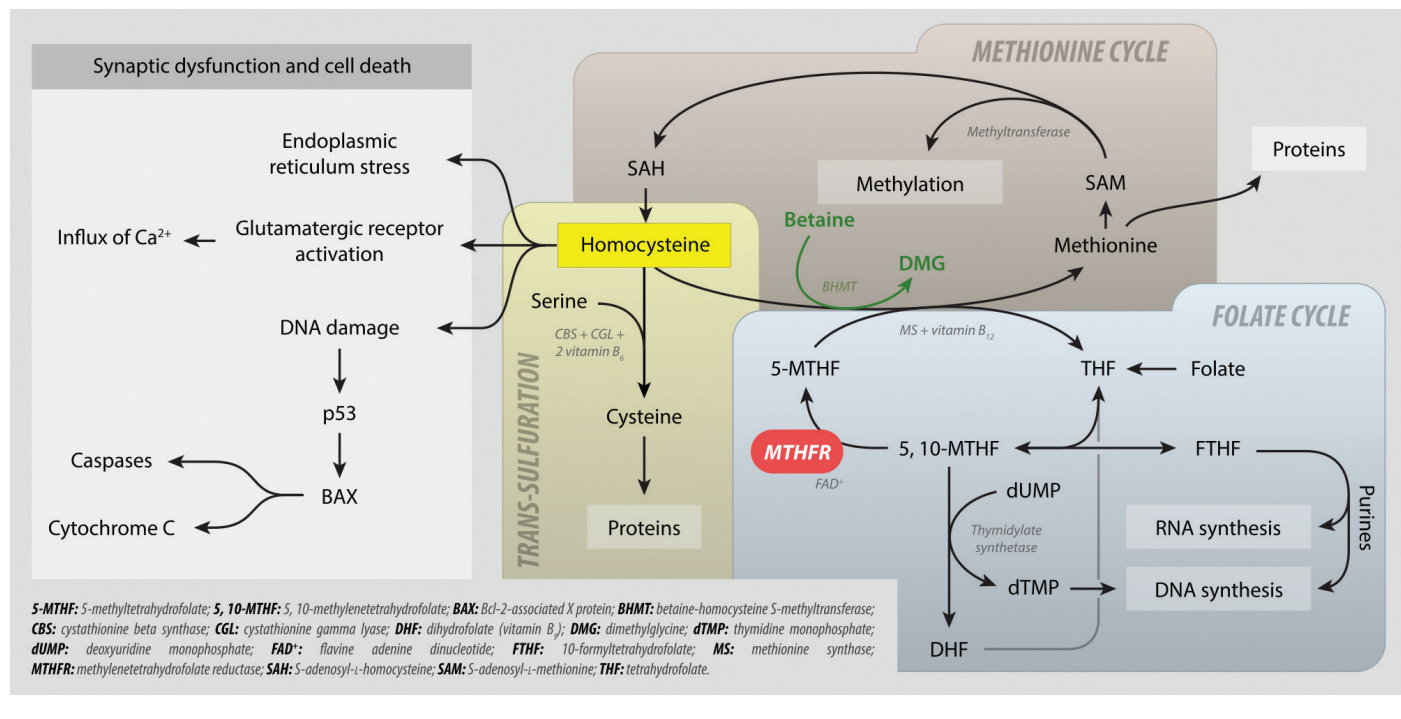 METHIONINE CYCLE
Synaptic dysfunction and cell death
Endoplasmic
reticulum stress
Influx of Ca²⁺
Glutamatergic receptor
activation
DNA damage
p53
Caspases
BAX
Cytochrome C
SAH
Methyltransferase
Methylation
SAM
Proteins
Betaine
Homocysteine
DMG
Methionine
BHMT
Serine
CBS + CGL +
2 vitamin B₆
TRANS-SULFURATION
Cysteine
Proteins
FOLATE CYCLE
MS + vitamin B₁₂
5-MTHF
THF
Folate
MTHFR
FAD⁺
5, 10-MTHF
FTHF
dUMP
Purines
Thymidylate
synthetase
RNA synthesis
dTMP
DNA synthesis
DHF
5-MTHF: 5-methyltetrahydrofolate; 5, 10-MTHF: 5, 10-methylenetetrahydrofolate; BAX: Bcl-2-associated X protein; BHMT: betaine-homocysteine S-methyltransferase;
CBS: cystathionine beta synthase; CGL: cystathionine gamma lyase; DHF: dihydrofolate (vitamin B₉); DMG: dimethylglycine; dTMP: thymidine monophosphate;
dUMP: deoxyuridine monophosphate; FAD⁺: flavine adenine dinucleotide; FTHF: 10-formyltetrahydrofolate; MS: methionine synthase;
MTHFR: methylenetetrahydrofolate reductase; SAH: S-adenosyl-L-homocysteine; SAM: S-adenosyl-L-methionine; THF: tetrahydrofolate.